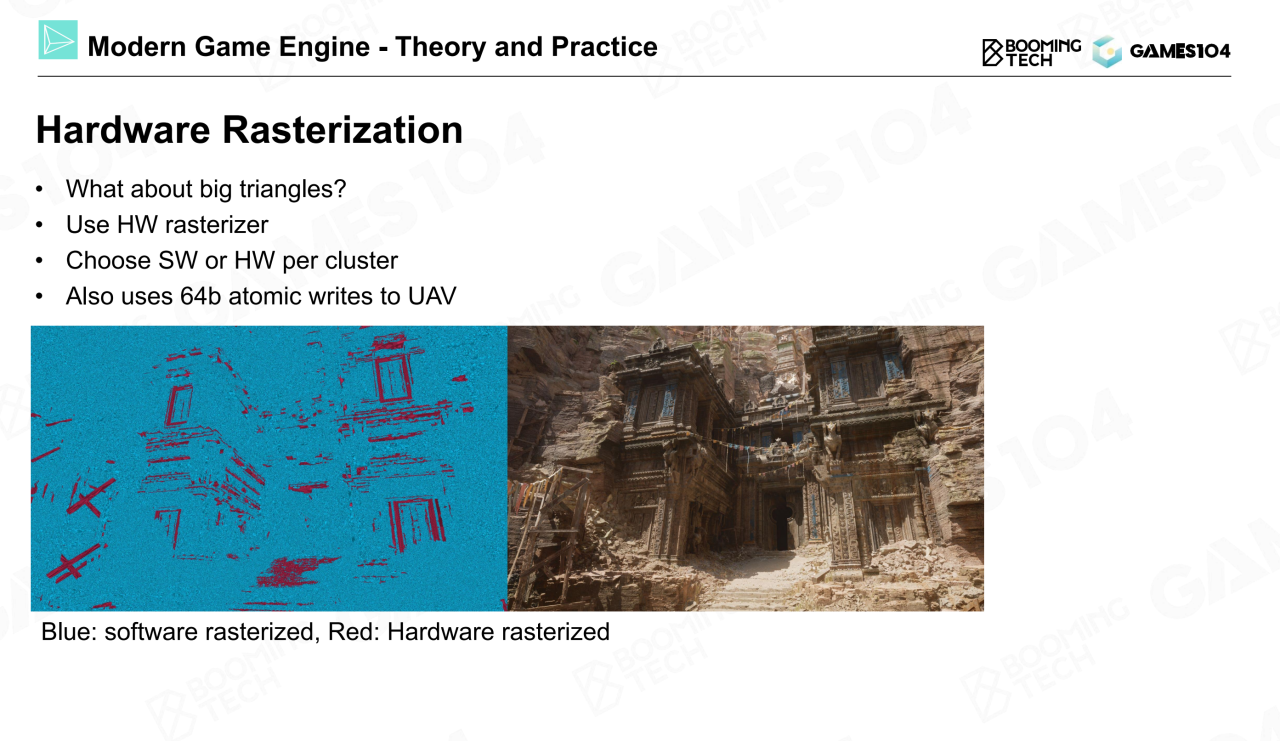 Modern Game Engine - Theory and Practice
BOOMING
TECH
GAMES104
Hardware Rasterization
• What about big triangles?
• Use HW rasterizer
• Choose SW or HW per cluster
• Also uses 64b atomic writes to UAV
Blue: software rasterized, Red: Hardware rasterized